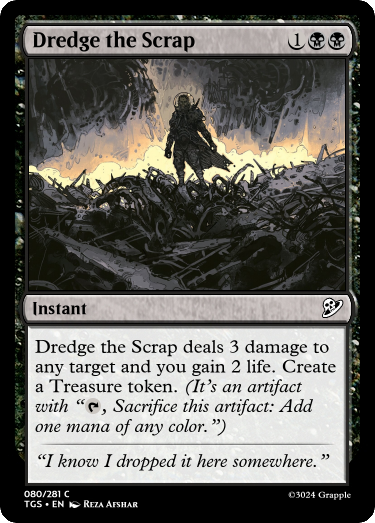 Dredge the Scrap 1
Instant
Dredge the Scrap deals 3 damage to
any target and you gain 2 life. Create
a Treasure token. (It's an artifact
with “, Sacrifice this artifact: Add
one mana of any color.”)
“I know I dropped it here somewhere.”
080/281 C
TGS • EN Reza Afshar
©3024 Grapple